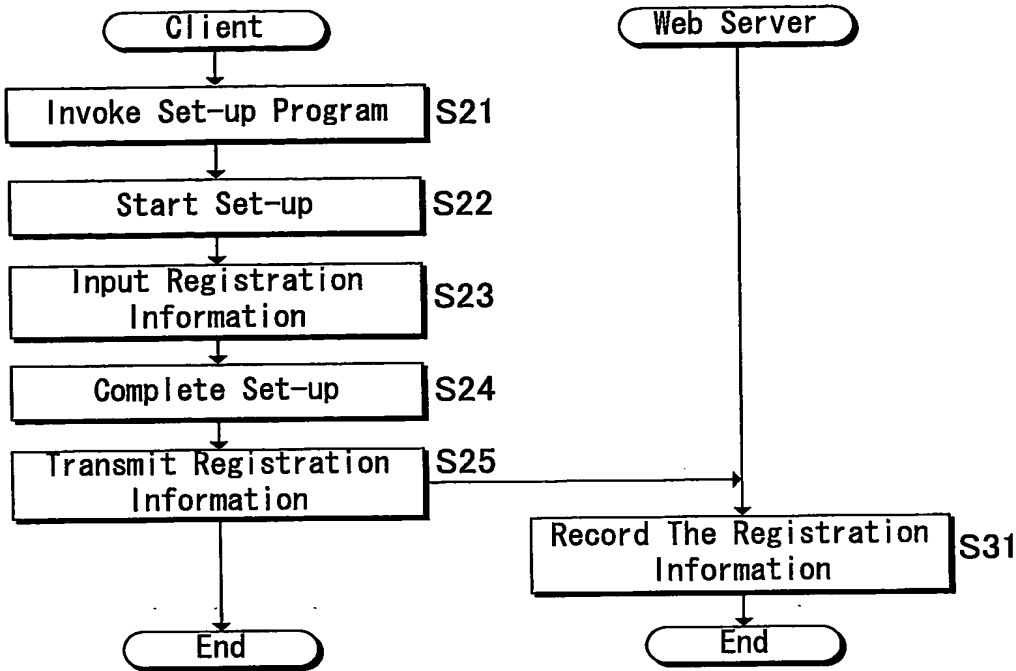 Client
Web Server
Invoke Set-up Program
S21
Start Set-up
S22
Input Registration
Information
S23
Complete Set-up
S24
Transmit Registration
Information
S25
Record The Registration
Information
S31
End
End